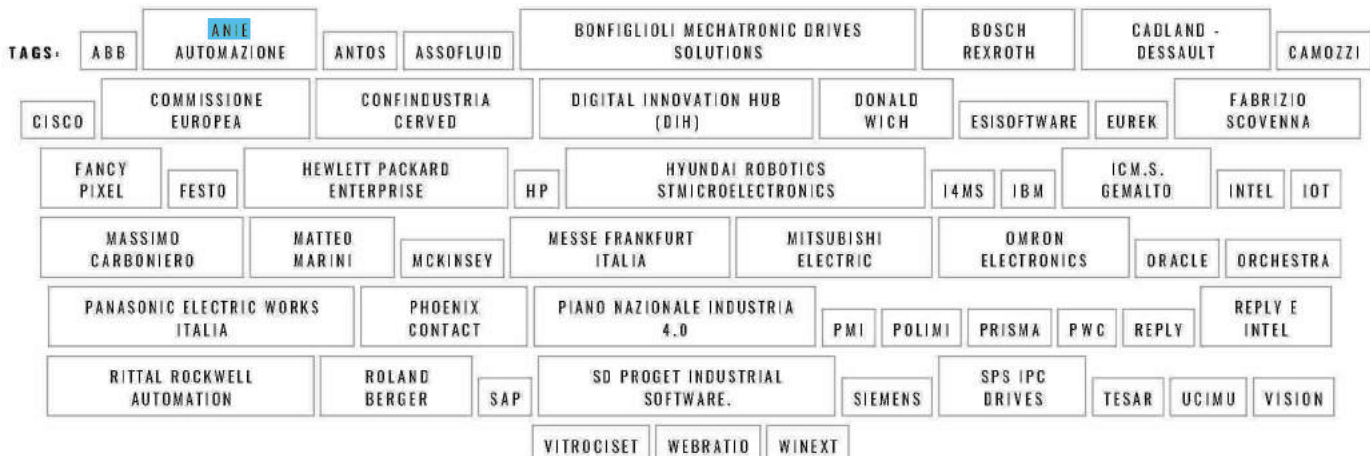 TAGS: ABB ANIE AUTOMAZIONE ANTOS ASSOFLUID BONFIGLIOLI MECHATRONIC DRIVES SOLUTIONS BOSCH REXROTH CADLAND - DESSAULT CAMOZZI
CISCO COMMISSIONE EUROPEA CONFINDUSTRIA CERVED DIGITAL INNOVATION HUB (DIH) DONALD WICH ESISOFTWARE EUREK FABRIZIO SCOVENNA
FANCY PIXEL FESTO HEWLETT PACKARD ENTERPRISE HP HYUNDAI ROBOTICS STMICROELECTRONICS I4MS IBM ICM.S. GEMALTO INTEL IOT
MASSIMO CARBONIERO MATTEO MARINI MCKINSEY MESSE FRANKFURT ITALIA MITSUBISHI ELECTRIC OMRON ELECTRONICS ORACLE ORCHESTRA
PANASONIC ELECTRIC WORKS ITALIA PHOENIX CONTACT PIANO NAZIONALE INDUSTRIA 4.0 PMI POLIMI PRISMA PWC REPLY REPLY E INTEL
RITTAL ROCKWELL AUTOMATION ROLAND BERGER SAP SD PROGET INDUSTRIAL SOFTWARE. SIEMENS SPS IPC DRIVES TESAR UCIMU VISION
VITROCISET WEBRATIO WINEXT